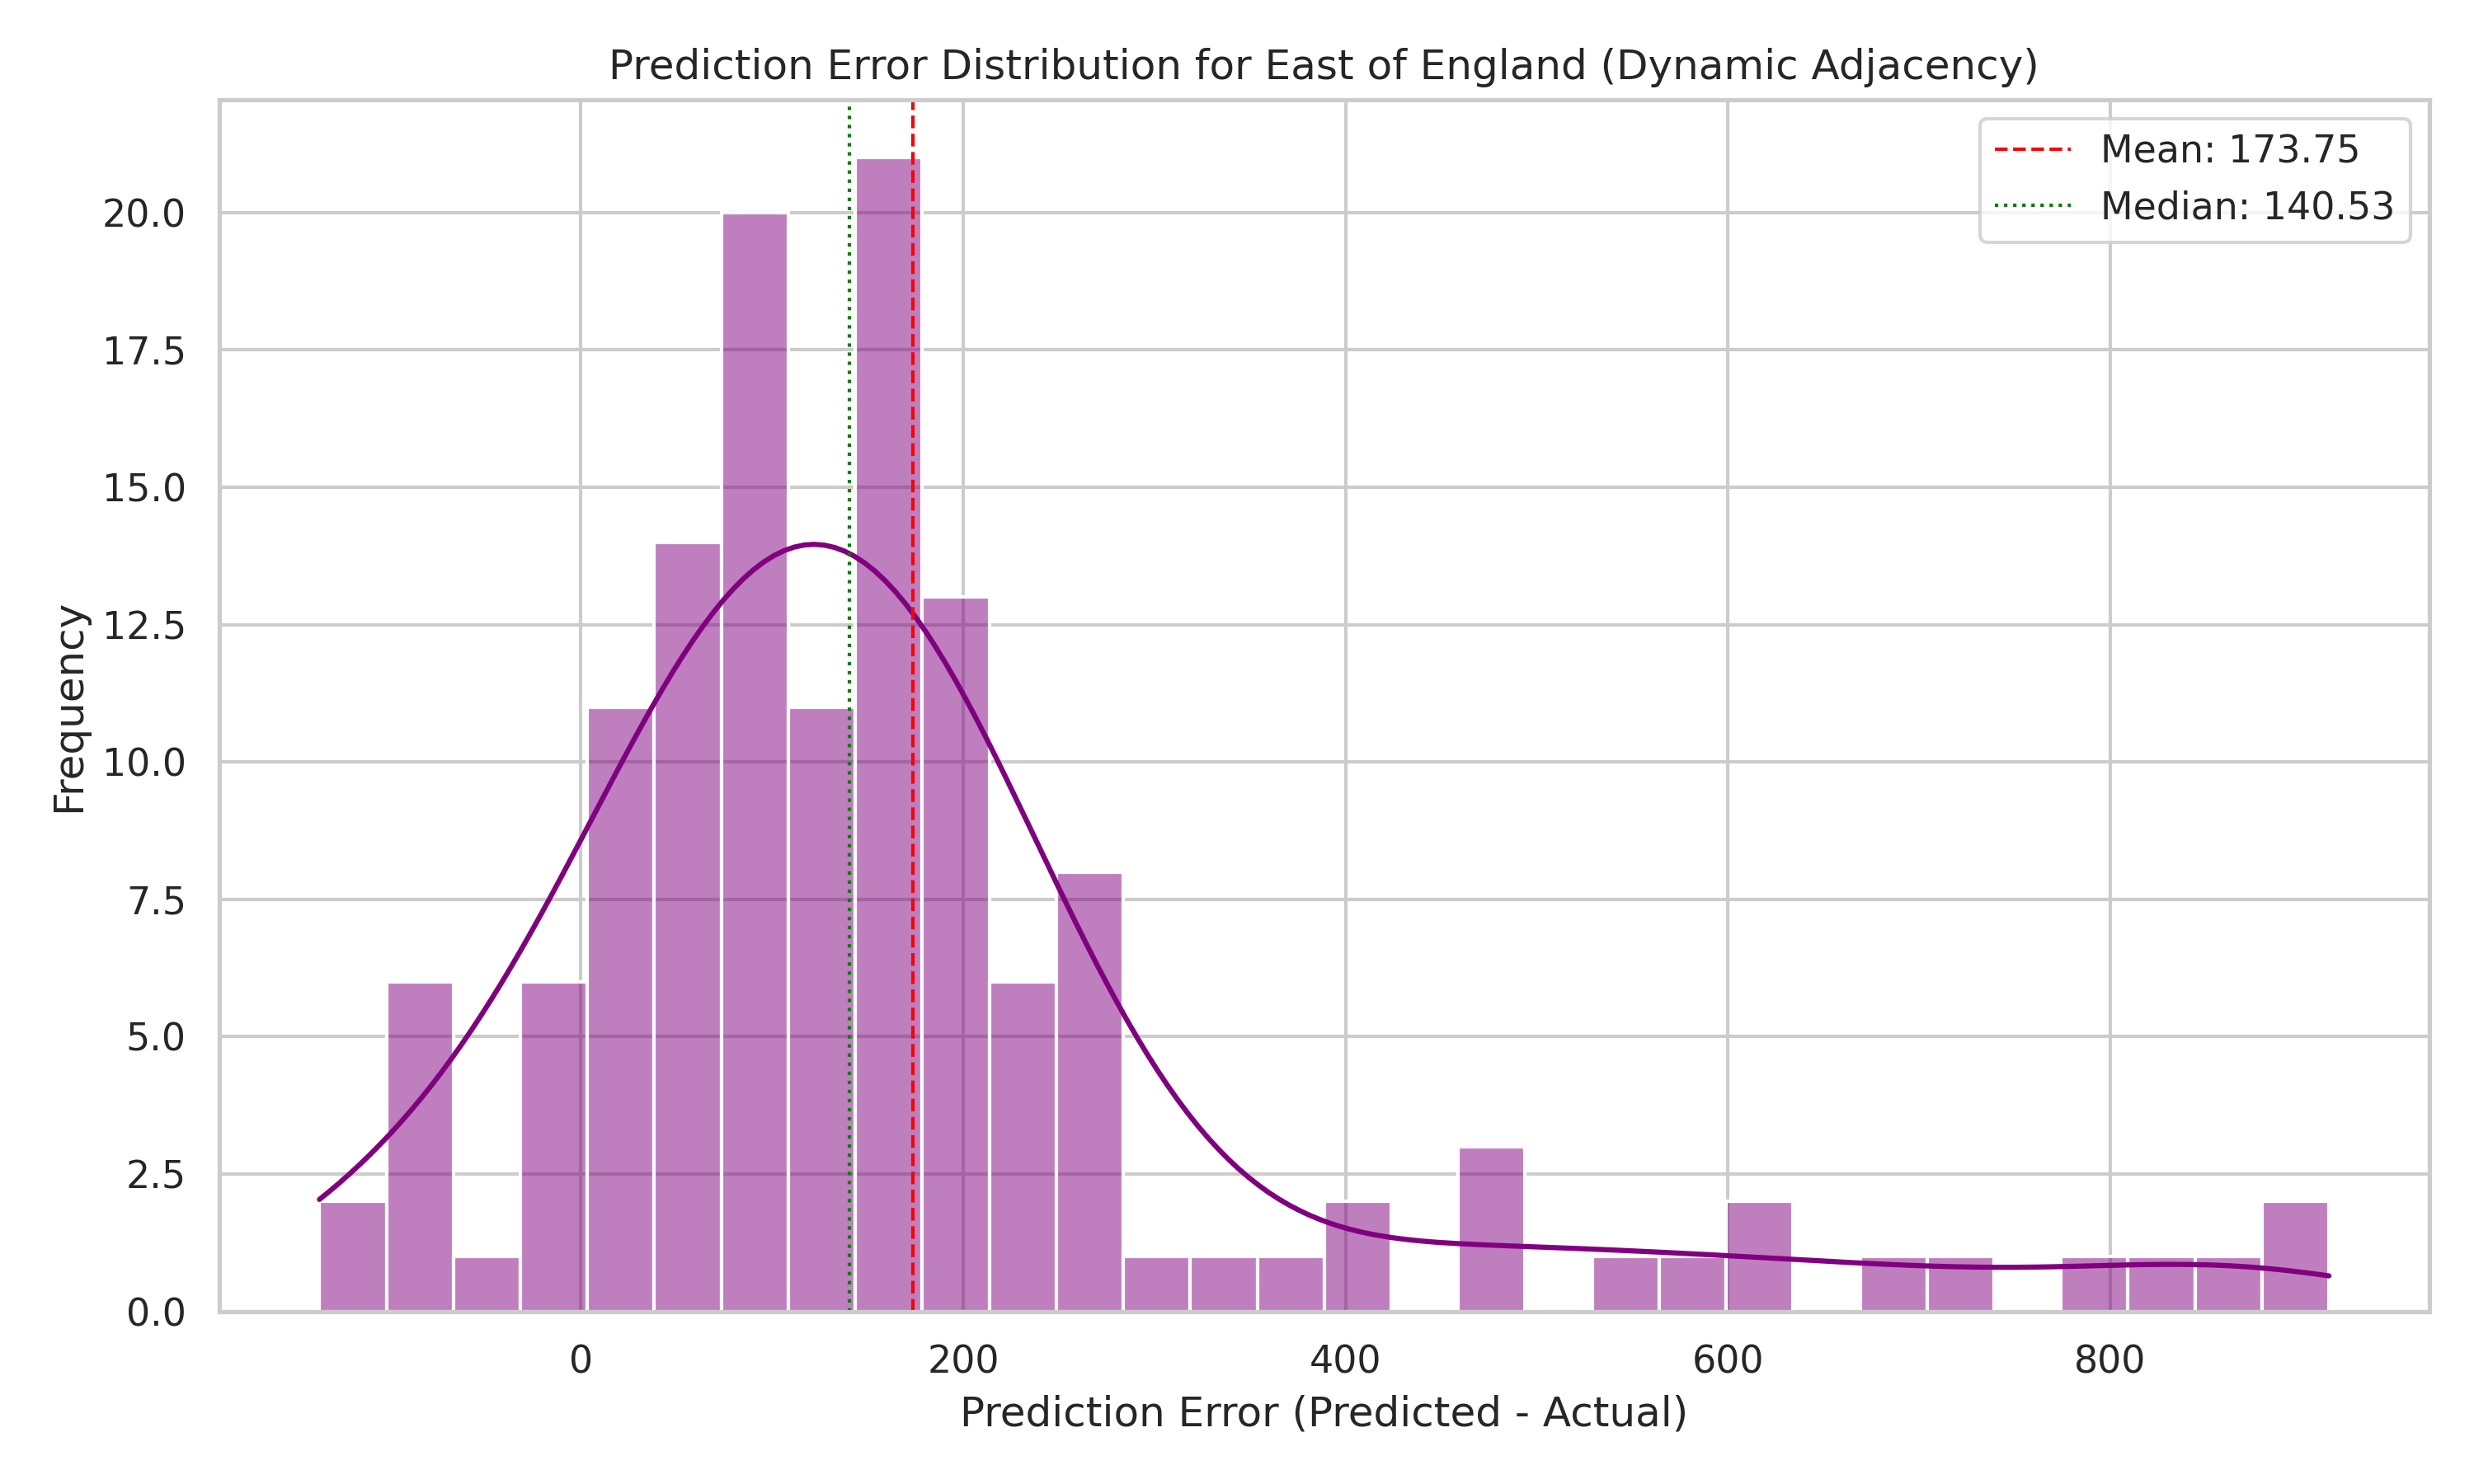 Prediction Error Distribution for East of England (Dynamic Adjacency)
Mean: 173.75
Median: 140.53
20.0
17.5
15.0
12.5
10.0
7.5
5.0
2.5
0.0
Frequency
0 200 400 600 800
Prediction Error (Predicted - Actual)